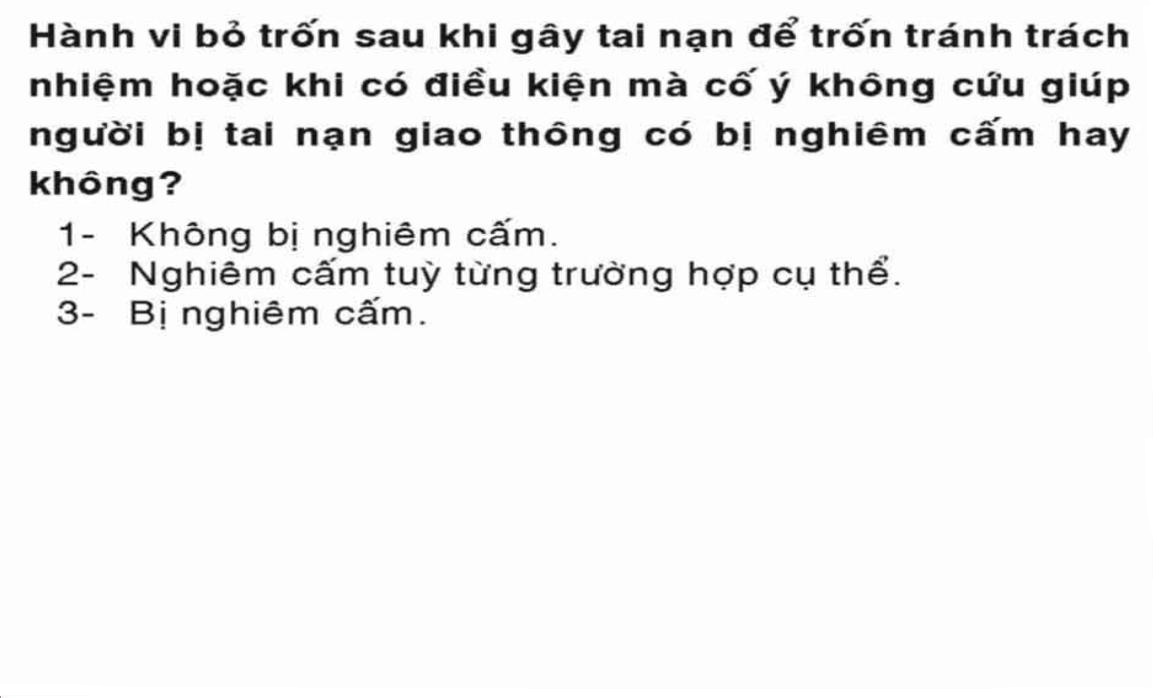 Hành vi bỏ trốn sau khi gây tai nạn để trốn tránh trách
nhiệm hoặc khi có điều kiện mà cố ý không cứu giúp
người bị tai nạn giao thông có bị nghiêm cấm hay
không?
1- Không bị nghiêm cấm.
2- Nghiêm cấm tuỳ từng trường hợp cụ thể.
3- Bị nghiêm cấm.